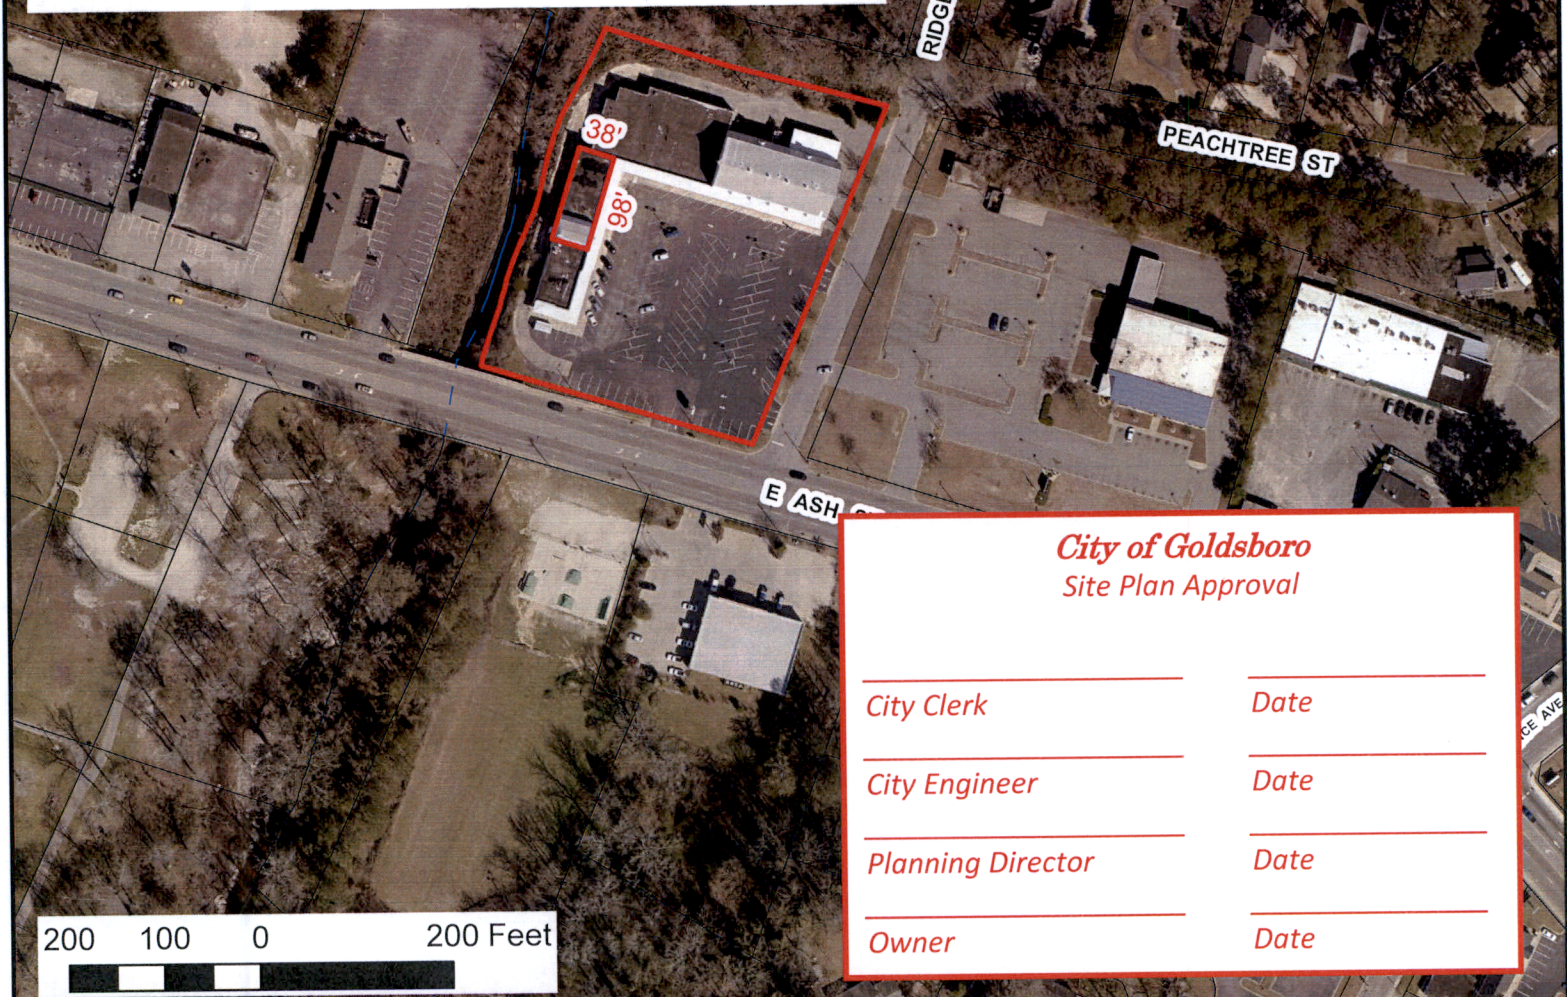 PEACHTREE ST
38'
98'
E ASH
City of Goldsboro
Site Plan Approval
City Clerk Date
City Engineer Date
Planning Director Date
Owner Date
200 100 0 200 Feet